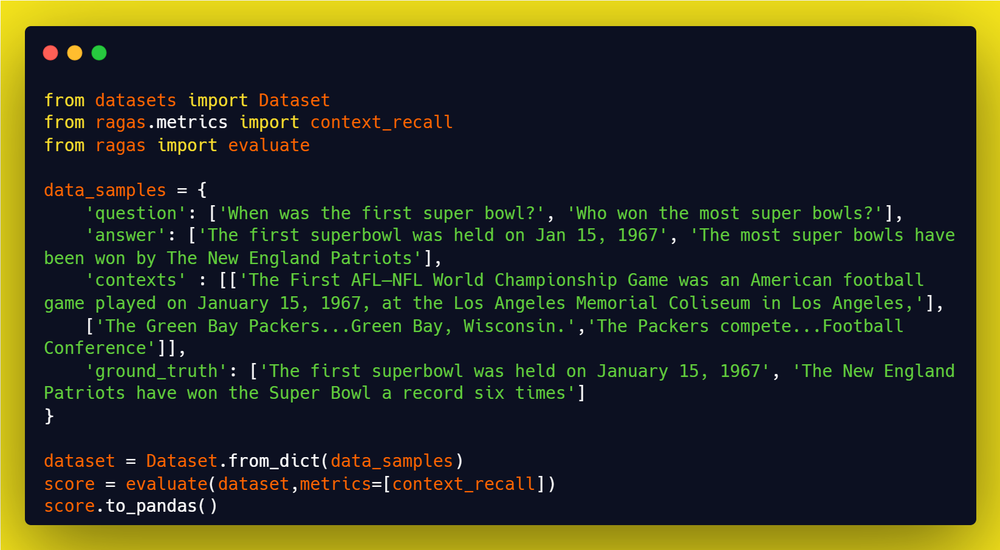 from datasets import Dataset
from ragas.metrics import context_recall
from ragas import evaluate
data_samples = {
    'question': ['When was the first super bowl?', 'Who won the most super bowls?'],
    'answer': ['The first superbowl was held on Jan 15, 1967', 'The most super bowls have
been won by The New England Patriots'],
    'contexts' : [['The First AFL–NFL World Championship Game was an American football
game played on January 15, 1967, at the Los Angeles Memorial Coliseum in Los Angeles,'],
    ['The Green Bay Packers...Green Bay, Wisconsin.','The Packers compete...Football
Conference']],
    'ground_truth': ['The first superbowl was held on January 15, 1967', 'The New England
Patriots have won the Super Bowl a record six times']
}
dataset = Dataset.from_dict(data_samples)
score = evaluate(dataset,metrics=[context_recall])
score.to_pandas()